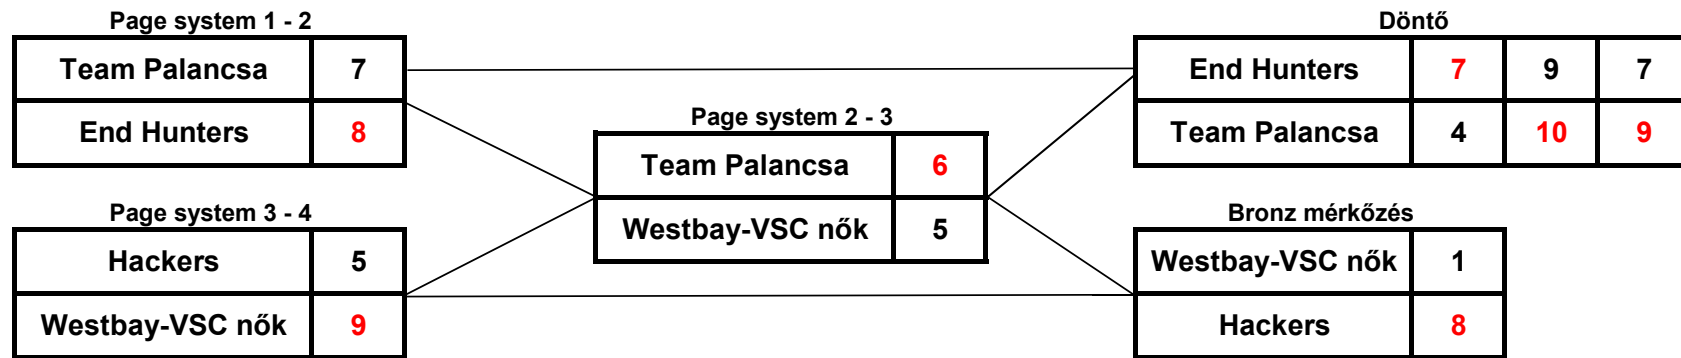 Page system 1 - 2
Team Palancsa 7
End Hunters 8
Page system 3 - 4
Hackers 5
Westbay-VSC nők 9
Page system 2 - 3
Team Palancsa 6
Westbay-VSC nők 5
Döntő
End Hunters 7 9 7
Team Palancsa 4 10 9
Bronz mérkőzés
Westbay-VSC nők 1
Hackers 8